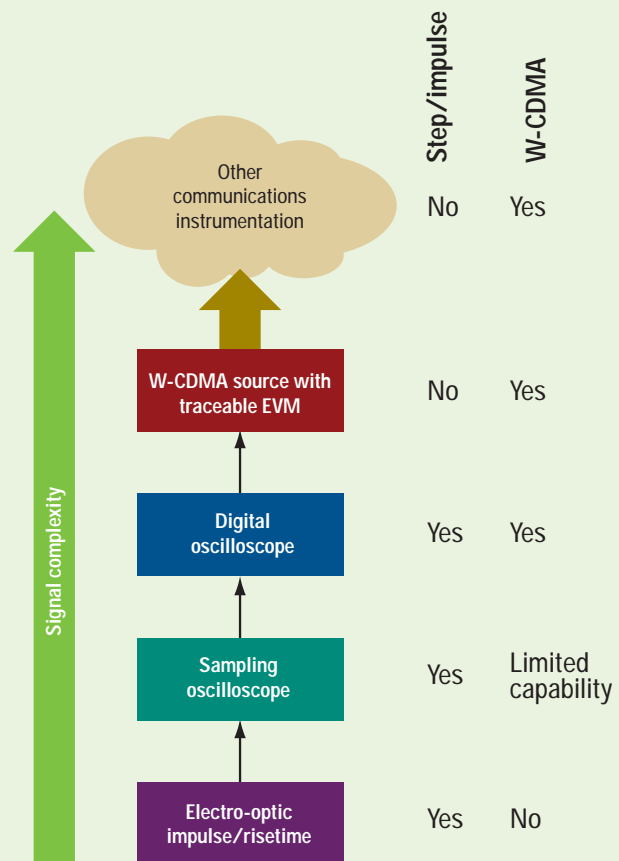 Step/impulse
W-CDMA
Other
communications
instrumentation
No
Yes
W-CDMA source with
traceable EVM
No
Yes
Digital
oscilloscope
Yes
Yes
Sampling
oscilloscope
Yes
Limited
capability
Electro-optic
impulse/risetime
Yes
No
Signal complexity